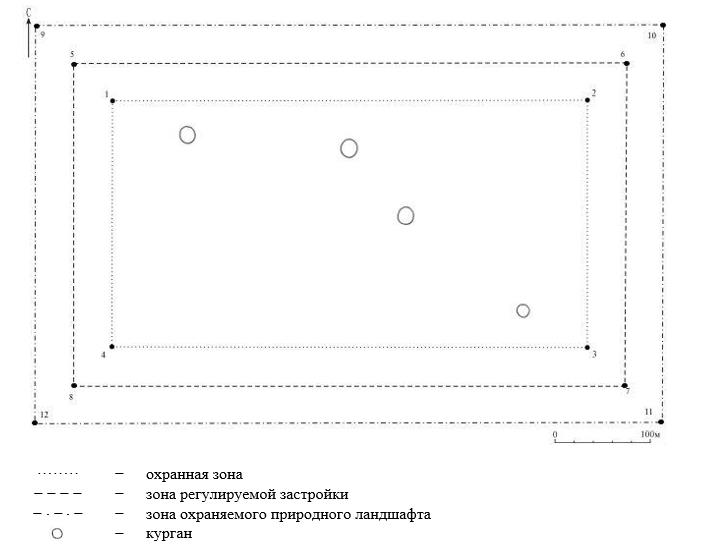 С
9
10
5
6
1
2
4
3
8
7
12
11
0 100м
– охранная зона
– зона регулируемой застройки
– зона охраняемого природного ландшафта
– курган